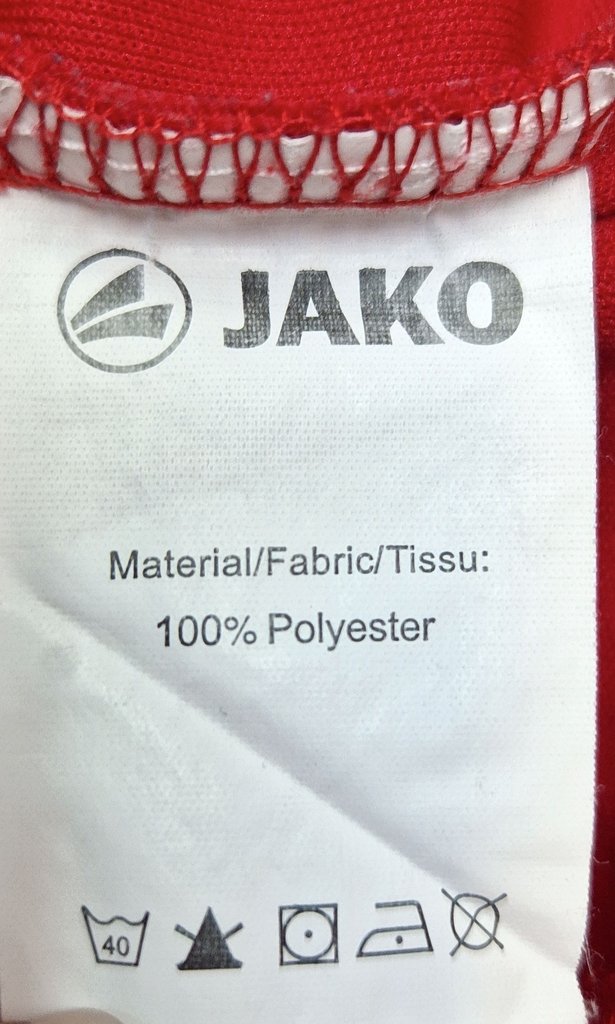 JAKO
Material/Fabric/Tissu:
100% Polyester
40